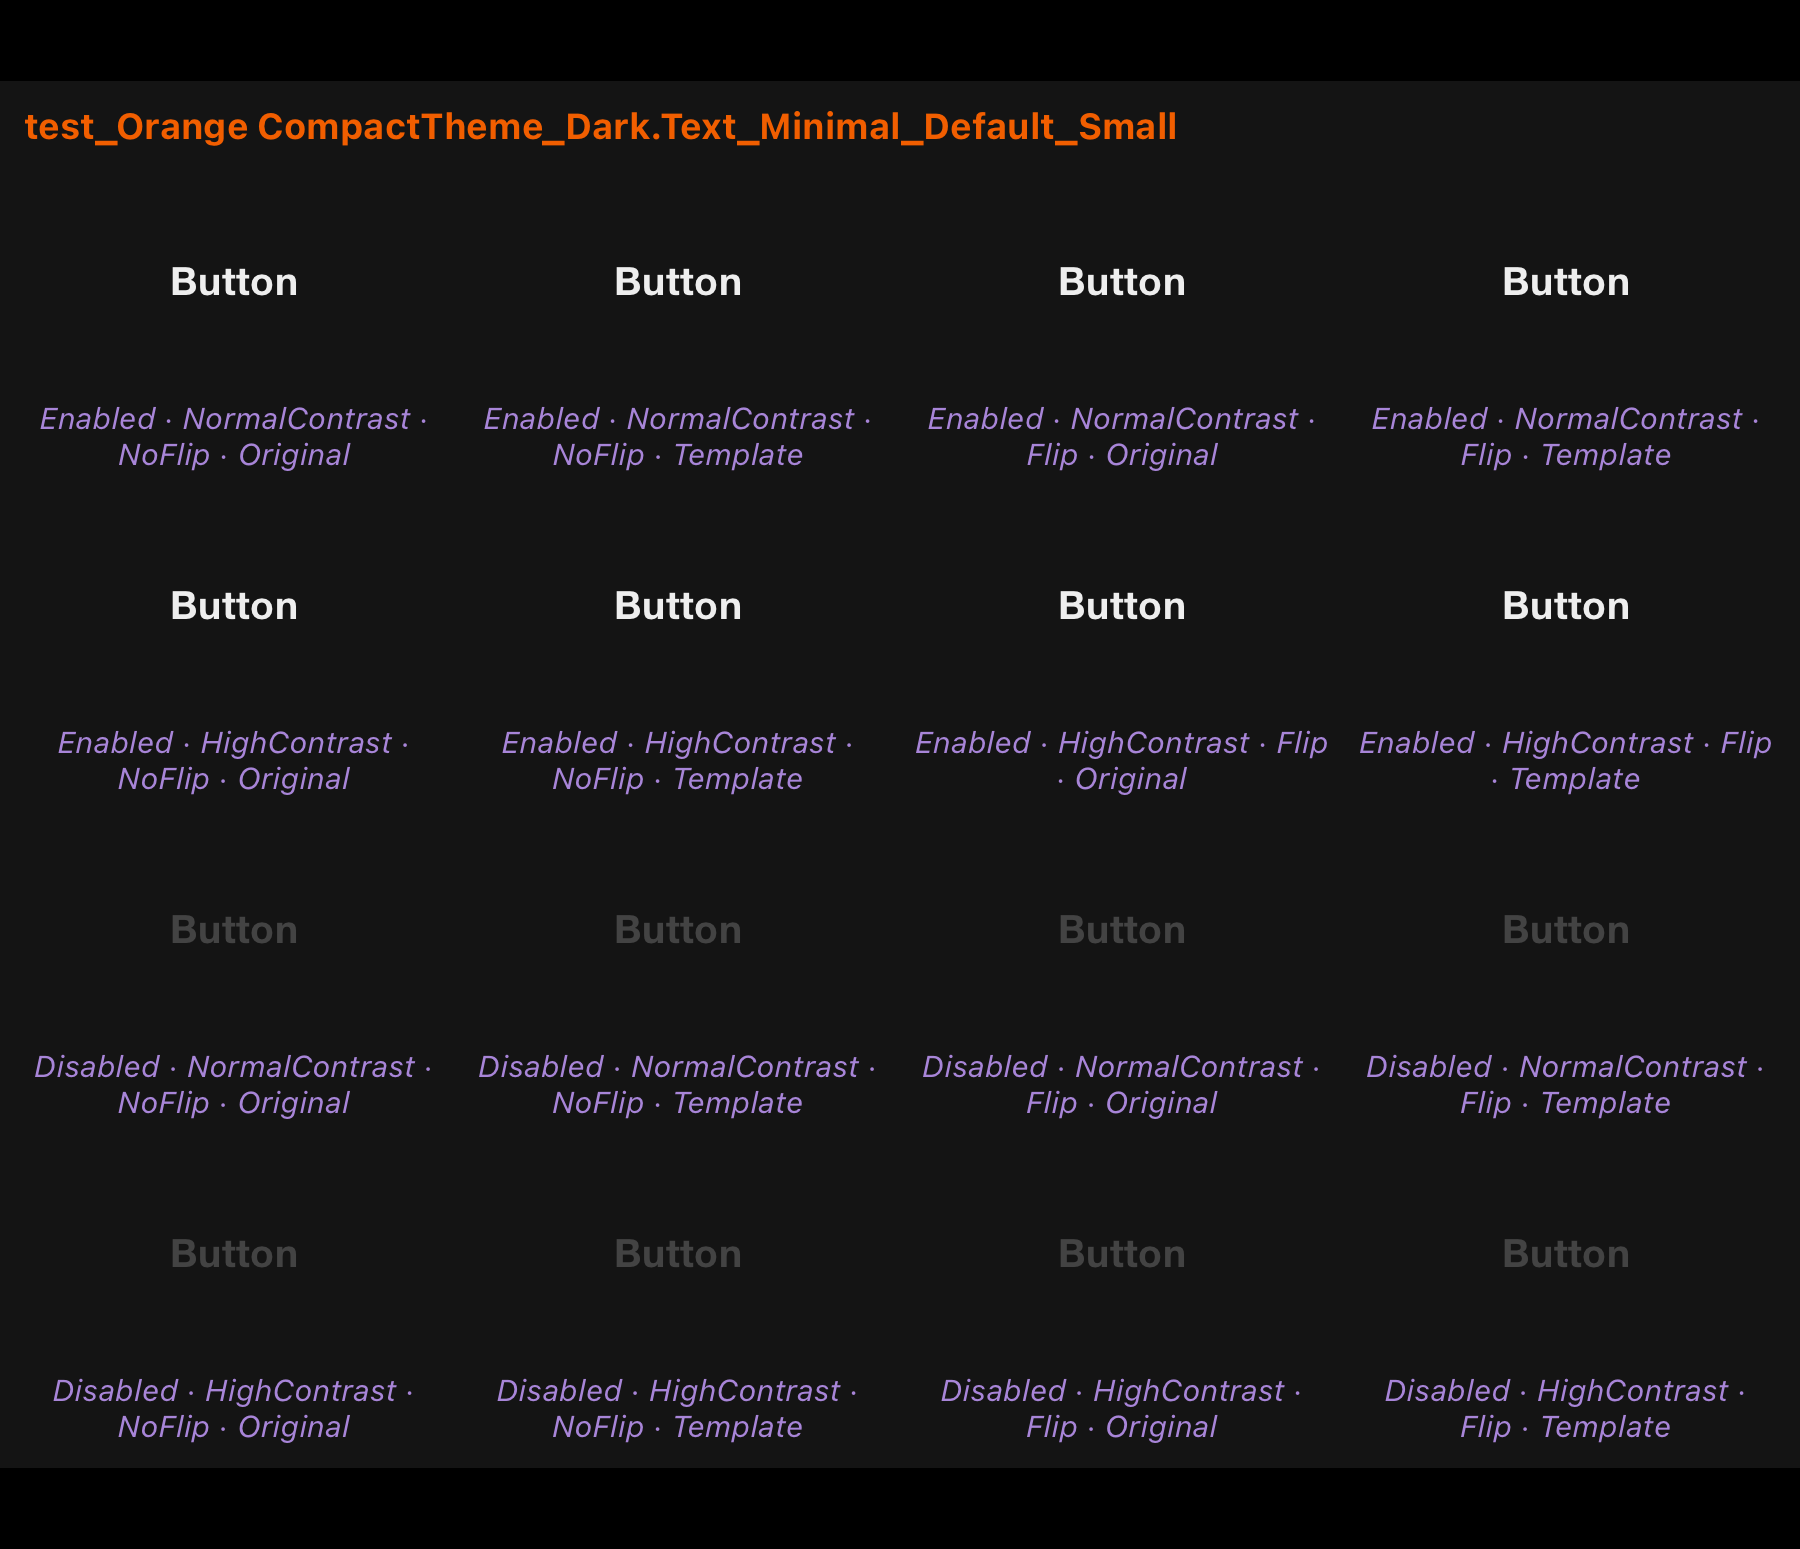 test_Orange CompactTheme_Dark.Text_Minimal_Default_Small
Button
Button
Button
Button
Enabled · NormalContrast ·
NoFlip · Original
Enabled · NormalContrast ·
NoFlip · Template
Enabled · NormalContrast ·
Flip · Original
Enabled · NormalContrast ·
Flip · Template
Button
Button
Button
Button
Enabled · HighContrast ·
NoFlip · Original
Enabled · HighContrast ·
NoFlip · Template
Enabled · HighContrast · Flip
· Original
Enabled · HighContrast · Flip
· Template
Button
Button
Button
Button
Disabled · NormalContrast ·
NoFlip · Original
Disabled · NormalContrast ·
NoFlip · Template
Disabled · NormalContrast ·
Flip · Original
Disabled · NormalContrast ·
Flip · Template
Button
Button
Button
Button
Disabled · HighContrast ·
NoFlip · Original
Disabled · HighContrast ·
NoFlip · Template
Disabled · HighContrast ·
Flip · Original
Disabled · HighContrast ·
Flip · Template